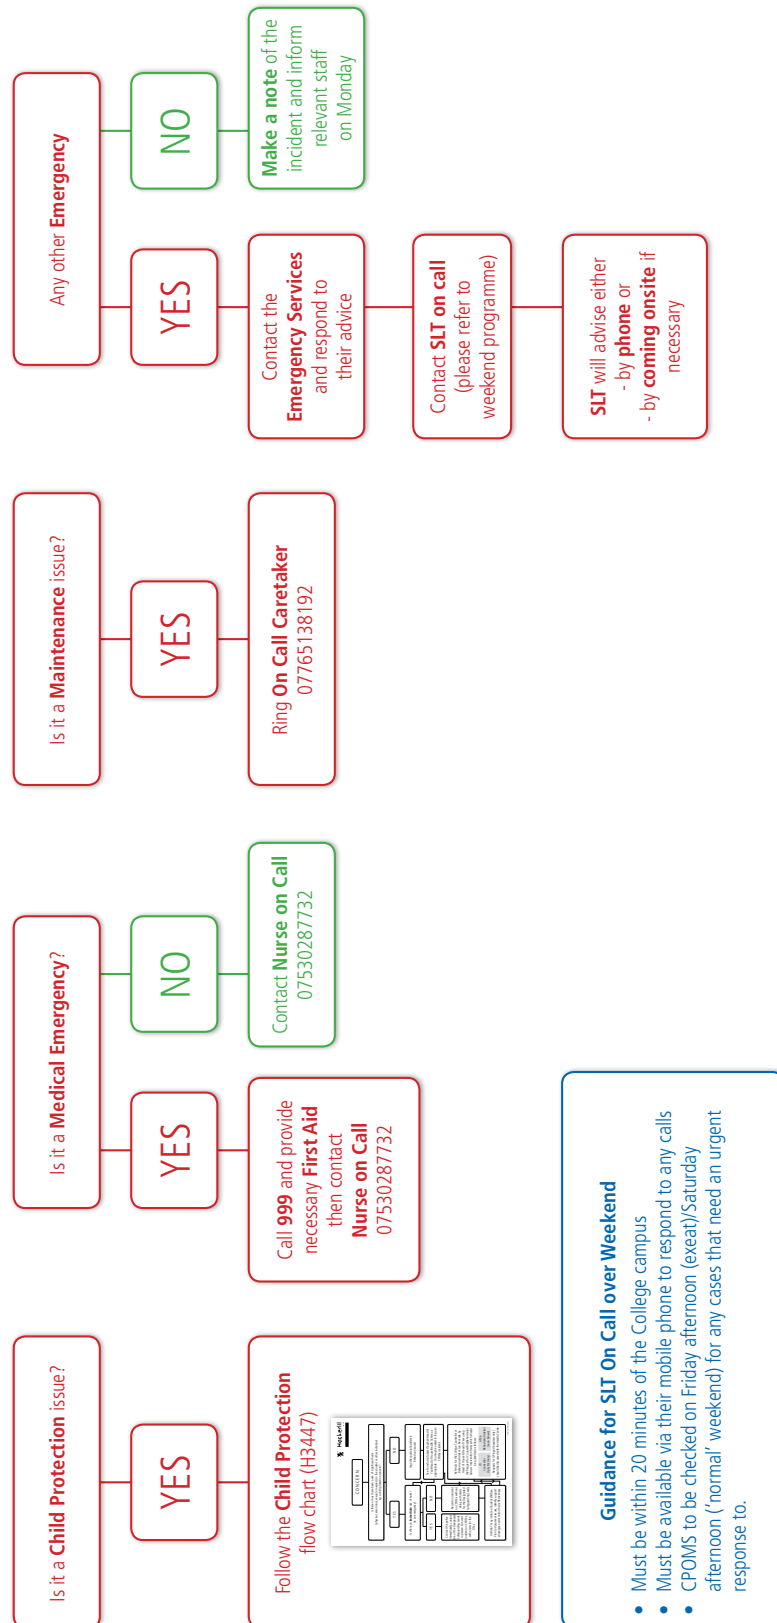 Is it a Child Protection issue?
YES
Follow the Child Protection
flow chart (H3447)
Hockerill
CONCERN
YES
NO
YES
NO
Is it a Medical Emergency?
YES
Call 999 and provide
necessary First Aid
then contact
Nurse on Call
07530287732
NO
Contact Nurse on Call
07530287732
Is it a Maintenance issue?
YES
Ring On Call Caretaker
07765138192
Any other Emergency
YES
Contact the
Emergency Services
and respond to
their advice
Contact SLT on call
(please refer to
weekend programme)
SLT will advise either
- by phone or
- by coming onsite if
necessary
NO
Make a note of the
incident and inform
relevant staff
on Monday
Guidance for SLT On Call over Weekend
• Must be within 20 minutes of the College campus
• Must be available via their mobile phone to respond to any calls
• CPOMS to be checked on Friday afternoon (exeat)/Saturday
afternoon (‘normal’ weekend) for any cases that need an urgent
response to.